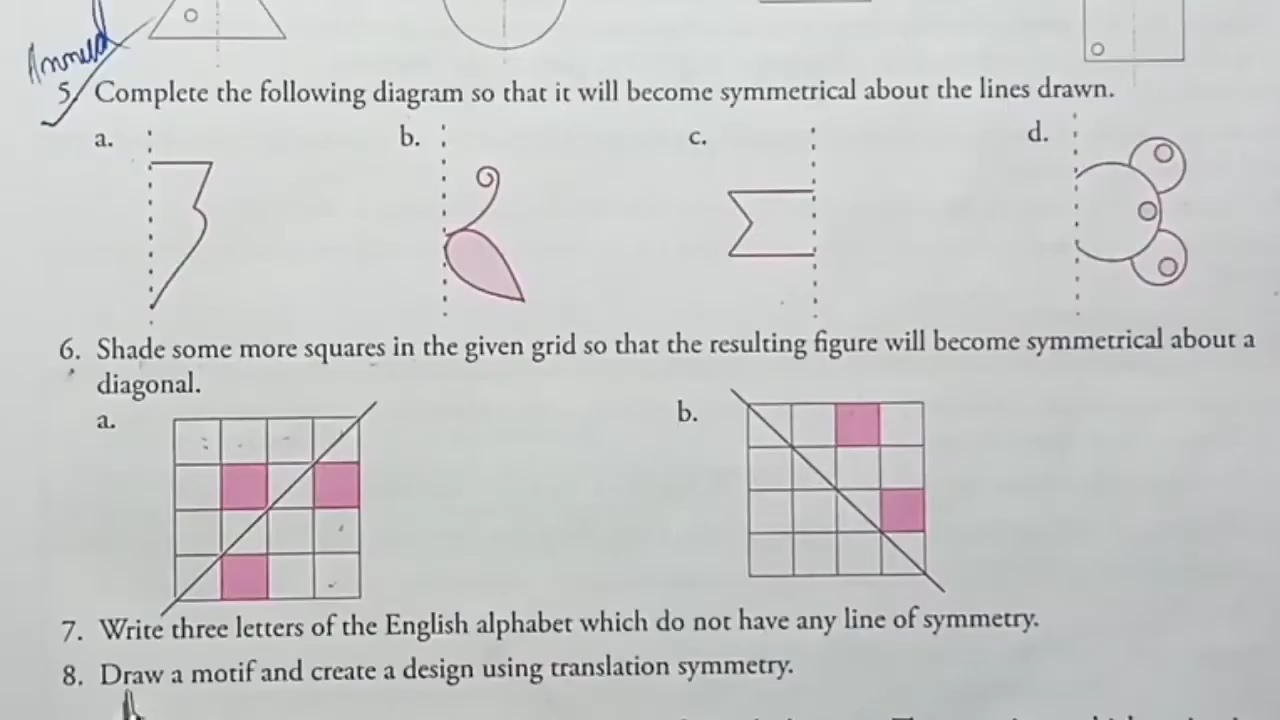 5. Complete the following diagram so that it will become symmetrical about the lines drawn.
a. b. c. d.
6. Shade some more squares in the given grid so that the resulting figure will become symmetrical about a
diagonal.
a. b.
7. Write three letters of the English alphabet which do not have any line of symmetry.
8. Draw a motif and create a design using translation symmetry.